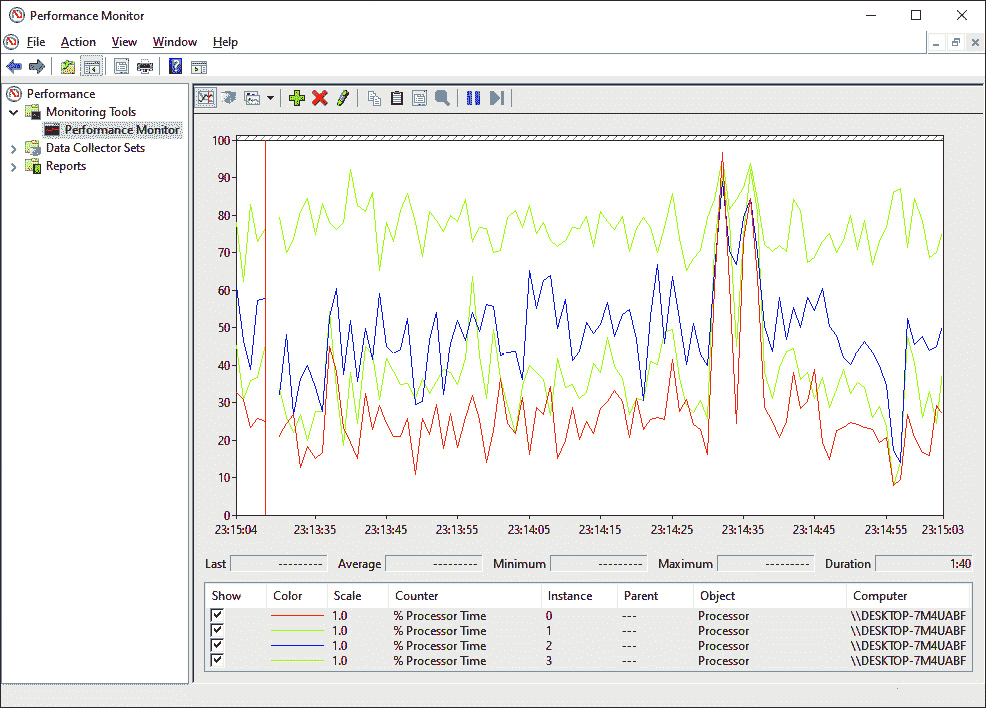 Performance Monitor
File Action View Window Help
Performance
Monitoring Tools
Performance Monitor
Data Collector Sets
Reports
100
90
80
70
60
50
40
30
20
10
0
23:15:04 23:13:35 23:13:45 23:13:55 23:14:05 23:14:15 23:14:25 23:14:35 23:14:45 23:14:55 23:15:03
Last --------- Average --------- Minimum --------- Maximum --------- Duration 1:40
Show Color Scale Counter Instance Parent Object Computer
1.0 % Processor Time 0 --- Processor \\DESKTOP-7M4UABF
1.0 % Processor Time 1 --- Processor \\DESKTOP-7M4UABF
1.0 % Processor Time 2 --- Processor \\DESKTOP-7M4UABF
1.0 % Processor Time 3 --- Processor \\DESKTOP-7M4UABF